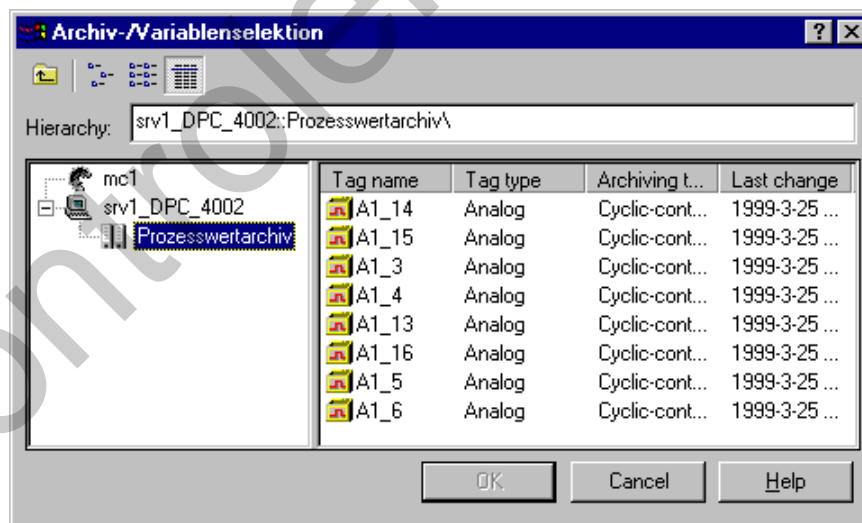 Archiv-/Variablenselektion
Hierarchy: srv1_DPC_4002::Prozesswertarchiv\
mc1
srv1_DPC_4002
Prozesswertarchiv
Tag name Tag type Archiving t... Last change
A1_14 Analog Cyclic-cont... 1999-3-25 ...
A1_15 Analog Cyclic-cont... 1999-3-25 ...
A1_3 Analog Cyclic-cont... 1999-3-25 ...
A1_4 Analog Cyclic-cont... 1999-3-25 ...
A1_13 Analog Cyclic-cont... 1999-3-25 ...
A1_16 Analog Cyclic-cont... 1999-3-25 ...
A1_5 Analog Cyclic-cont... 1999-3-25 ...
A1_6 Analog Cyclic-cont... 1999-3-25 ...
OK Cancel Help